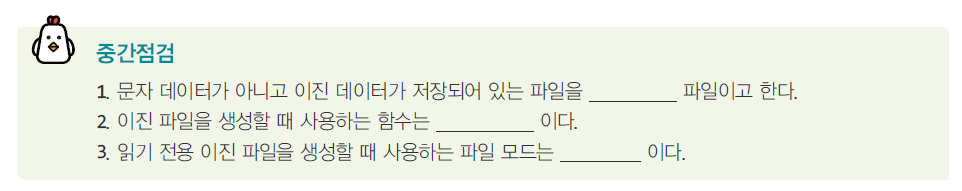 중간점검
1. 문자 데이터가 아니고 이진 데이터가 저장되어 있는 파일을 ________ 파일이고 한다.
2. 이진 파일을 생성할 때 사용하는 함수는 _________ 이다.
3. 읽기 전용 이진 파일을 생성할 때 사용하는 파일 모드는 _______ 이다.